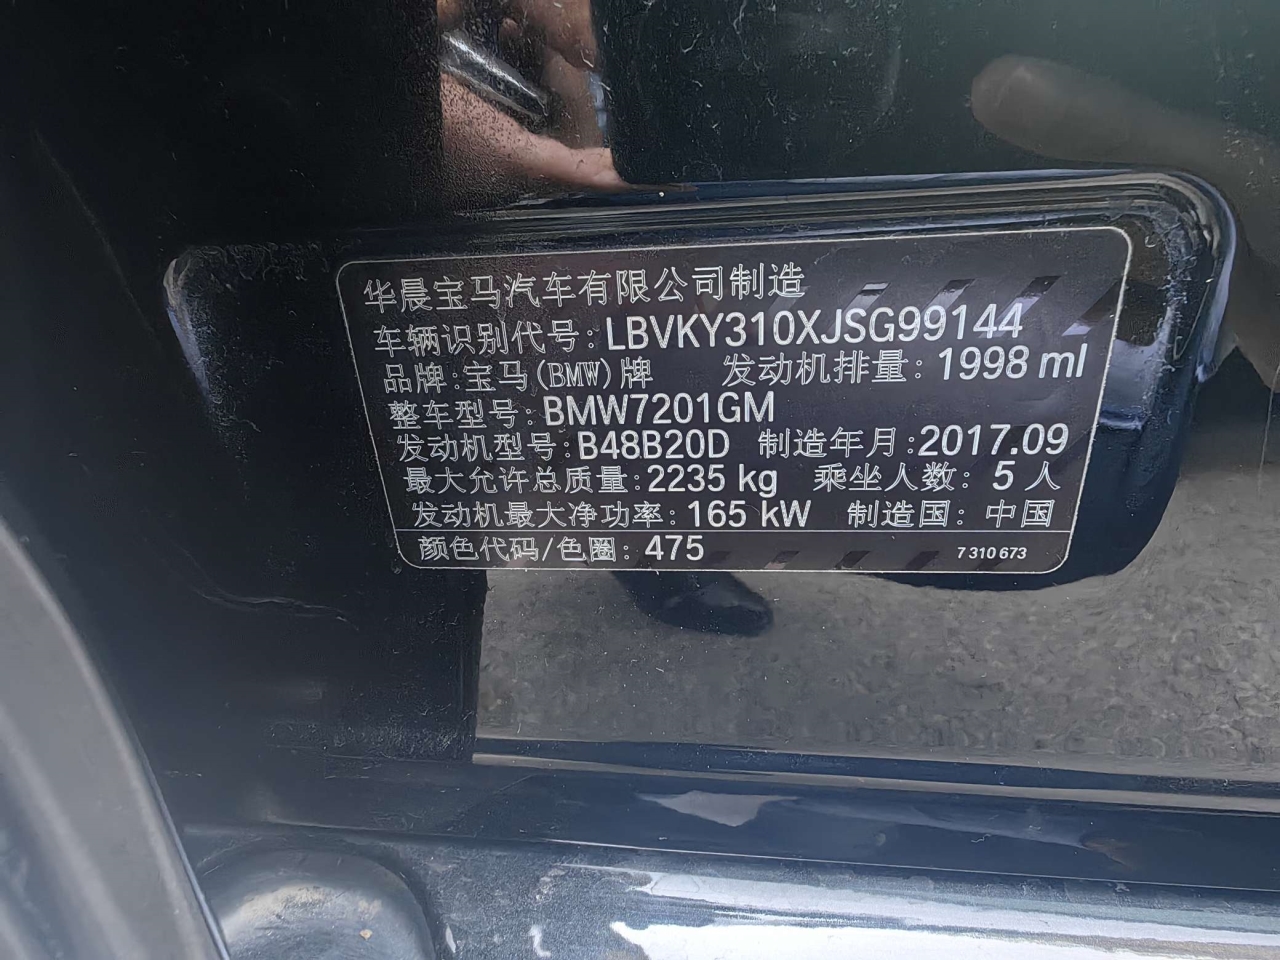 华晨宝马汽车有限公司制造
车辆识别代号:LBVKY310XJSG99144
品牌:宝马(BMW)牌 发动机排量:1998 ml
整车型号:BMW7201GM
发动机型号:B48B20D 制造年月:2017.09
最大允许总质量:2235 kg 乘坐人数:5人
发动机最大净功率:165 kW 制造国:中国
颜色代码/色圈:475 7 310 673